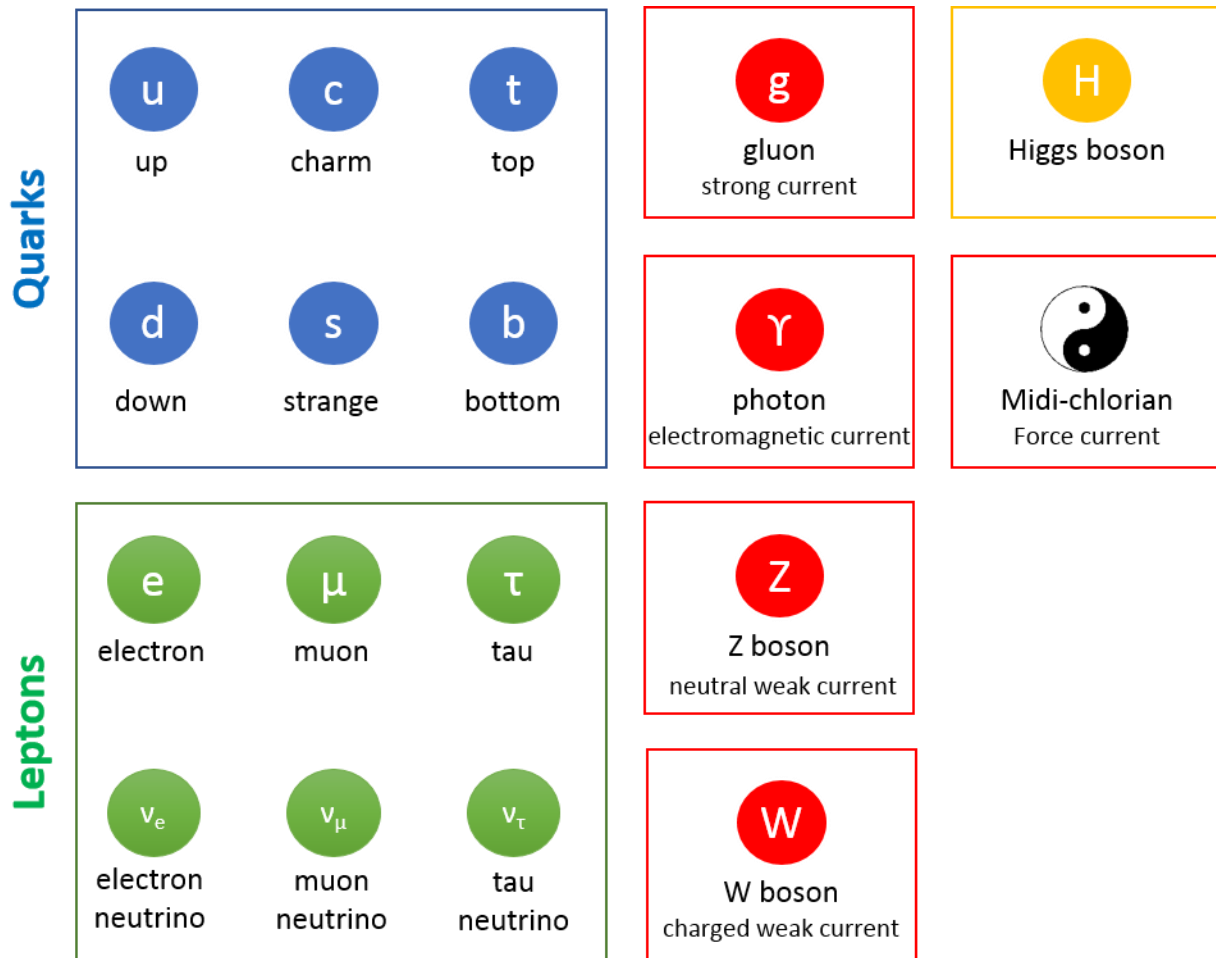 Quarks
u
c
t
up
charm
top
d
s
b
down
strange
bottom
Leptons
e
μ
τ
electron
muon
tau
νe
νμ
ντ
electron
neutrino
muon
neutrino
tau
neutrino
g
gluon
strong current
H
Higgs boson
ϒ
photon
electromagnetic current
Midi-chlorian
Force current
Z
Z boson
neutral weak current
W
W boson
charged weak current